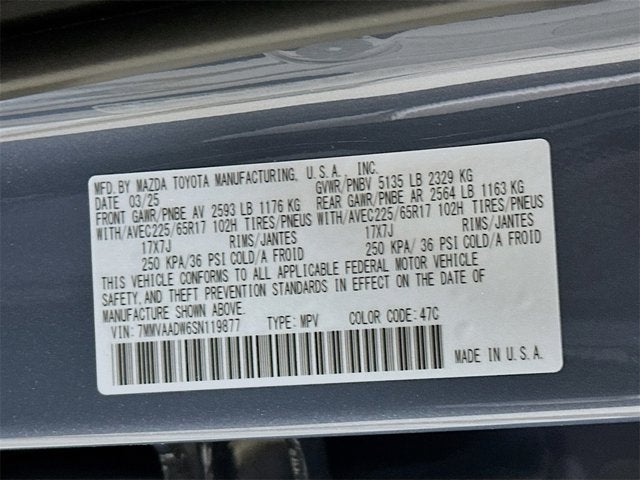 MFD. BY MAZDA TOYOTA MANUFACTURING, U.S.A., INC.
DATE 03/25 GVWR/PNBV 5135 LB 2329 KG
FRONT GAWR/PNBE AV 2593 LB 1176 KG REAR GAWR/PNBE AR 2564 LB 1163 KG
WITH/AVEC225/65R17 102H TIRES/PNEUS WITH/AVEC225/65R17 102H TIRES/PNEUS
17X7J RIMS/JANTES 17X7J RIMS/JANTES
250 KPA/36 PSI COLD/A FROID 250 KPA/ 36 PSI COLD/A FROID
THIS VEHICLE CONFORMS TO ALL APPLICABLE FEDERAL MOTOR VEHICLE
SAFETY, AND THEFT PREVENTION STANDARDS IN EFFECT ON THE DATE OF
MANUFACTURE SHOWN ABOVE.
VIN: 7MMVAADW6SN119877 TYPE: MPV COLOR CODE: 47C
MADE IN U.S.A.